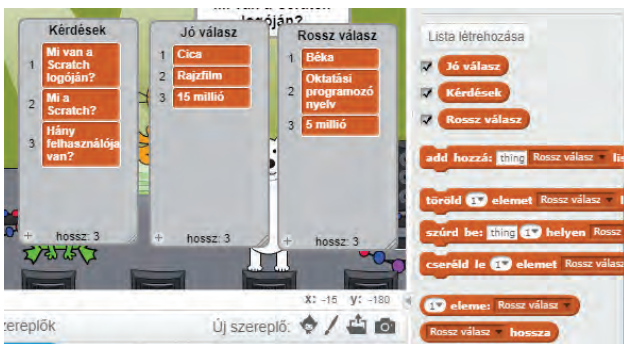 Mi van a Scratch
logóján?
Kérdések
1 Mi van a
Scratch
logóján?
2 Mi a
Scratch?
3 Hány
felhasználója
van?
+ hossz: 3
Jó válasz
1 Cica
2 Rajzfilm
3 15 millió
+ hossz: 3
Rossz válasz
1 Béka
2 Oktatási
programozó
nyelv
3 5 millió
+ hossz: 3
x: -15 y: -180
zereplők
Új szereplő:
Lista létrehozása
Jó válasz
Kérdések
Rossz válasz
add hozzá: thing Rossz válasz lis
töröld 1 elemet Rossz válasz l
szúrd be: thing 1 helyen Rossz
cseréld le 1 elemet Rossz válasz
1 eleme: Rossz válasz
Rossz válasz hossza